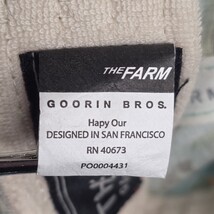 THE FARM
GOORIN BROS.
Hapy Our
DESIGNED IN SAN FRANCISCO
RN 40673
PO0004431